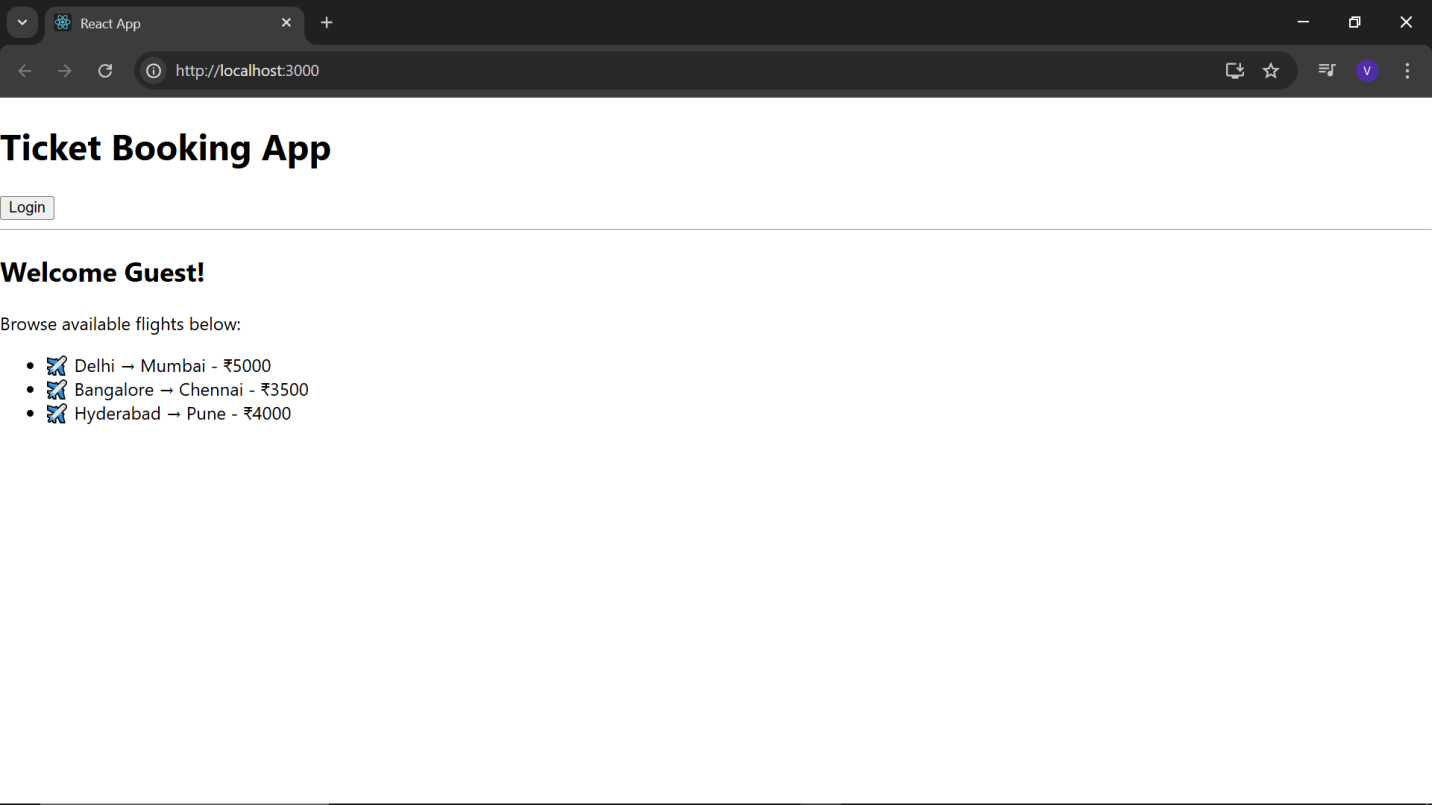 React App
http://localhost:3000
V
Ticket Booking App
Login
Welcome Guest!
Browse available flights below:
✈️ Delhi → Mumbai - ₹5000
✈️ Bangalore → Chennai - ₹3500
✈️ Hyderabad → Pune - ₹4000